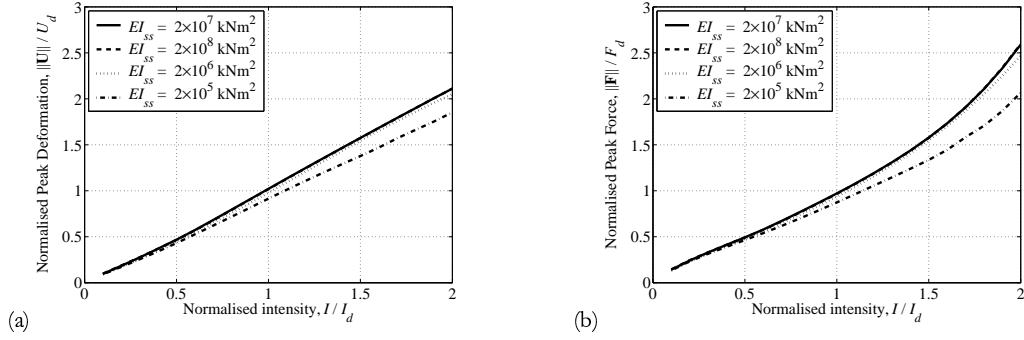 3
2.5
2
1.5
1
0.5
0
Normalised Peak Deformation, ||U|| / U_d
EI_ss = 2×10^7 kNm^2
EI_ss = 2×10^8 kNm^2
EI_ss = 2×10^6 kNm^2
EI_ss = 2×10^5 kNm^2
0 0.5 1 1.5 2
Normalised intensity, I / I_d
(a)
3
2.5
2
1.5
1
0.5
0
Normalised Peak Force, ||F|| / F_d
EI_ss = 2×10^7 kNm^2
EI_ss = 2×10^8 kNm^2
EI_ss = 2×10^6 kNm^2
EI_ss = 2×10^5 kNm^2
0 0.5 1 1.5 2
Normalised intensity, I / I_d
(b)